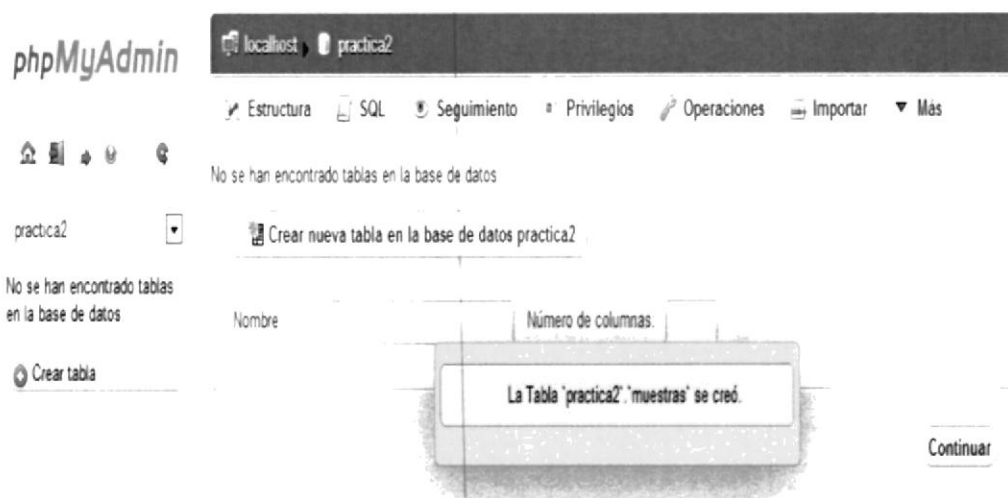 phpMyAdmin
localhost practica2
Estructura SQL Seguimiento Privilegios Operaciones Importar Más
No se han encontrado tablas en la base de datos
practica2
Crear nueva tabla en la base de datos practica2
No se han encontrado tablas
en la base de datos
Nombre Número de columnas.
Crear tabla
La Tabla `practica2`.`muestras` se creó.
Continuar